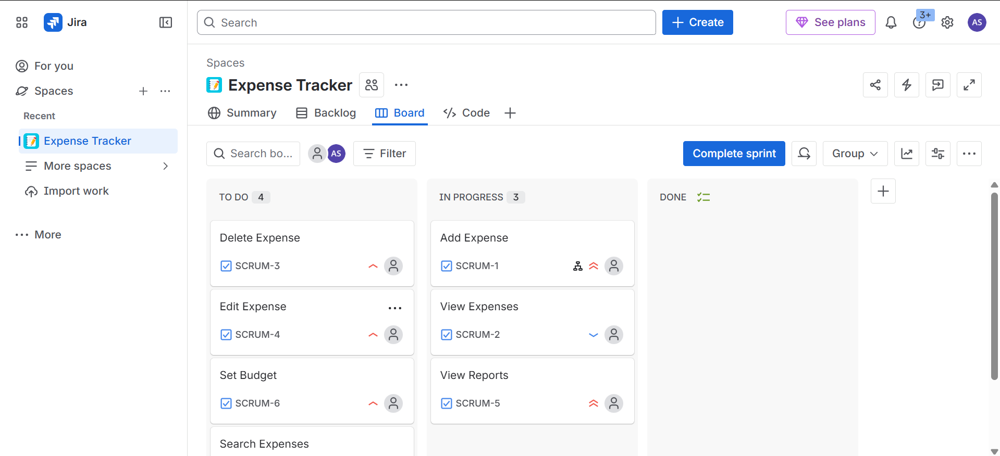 Jira
Search
Create
See plans
3+
AS
For you
Spaces
Recent
Expense Tracker
More spaces
Import work
More
Spaces
Expense Tracker
Summary
Backlog
Board
Code
Search bo...
AS
Filter
Complete sprint
Group
TO DO 4
Delete Expense
SCRUM-3
Edit Expense
SCRUM-4
Set Budget
SCRUM-6
Search Expenses
IN PROGRESS 3
Add Expense
SCRUM-1
View Expenses
SCRUM-2
View Reports
SCRUM-5
DONE